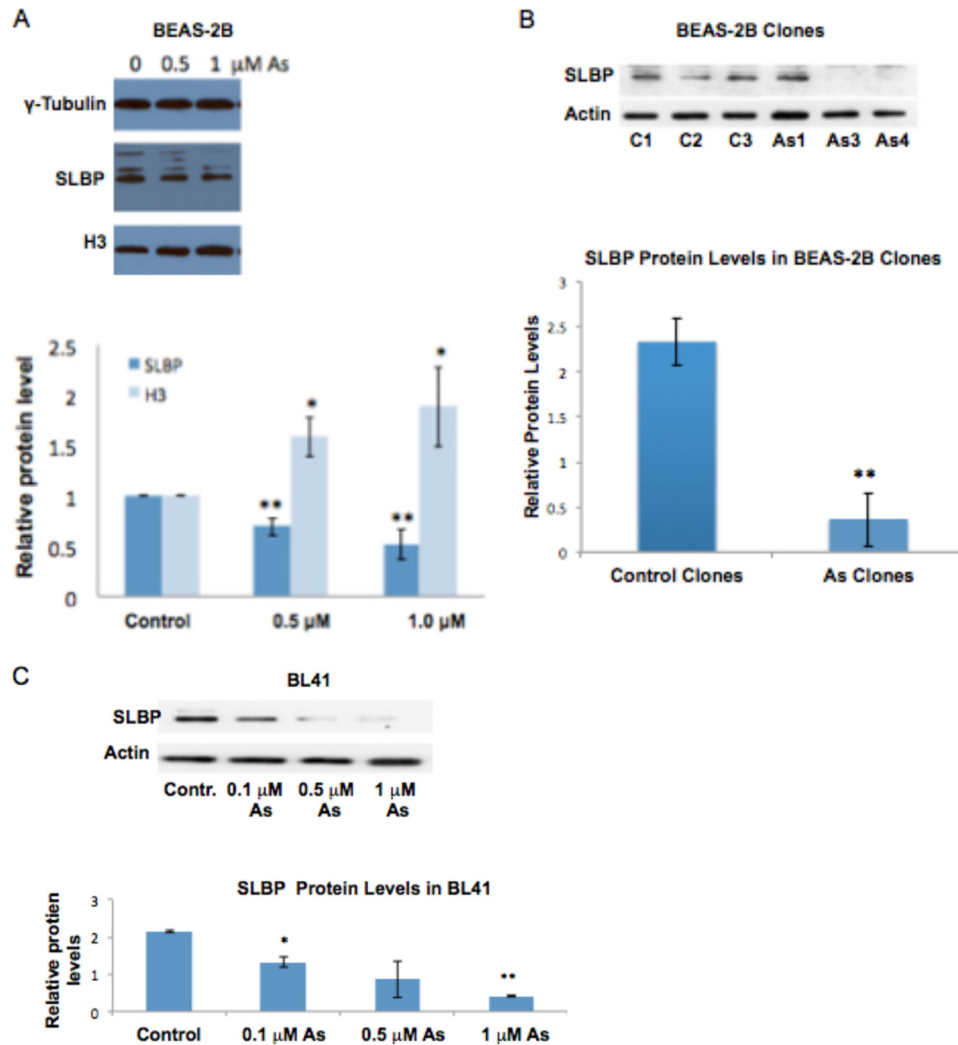 A
BEAS-2B
0 0.5 1 μM As
γ-Tubulin
SLBP
H3
2.5
2
1.5
1
0.5
0
Relative protein level
SLBP
H3
*
*
**
**
Control 0.5 μM 1.0 μM
B
BEAS-2B Clones
SLBP
Actin
C1 C2 C3 As1 As3 As4
SLBP Protein Levels in BEAS-2B Clones
3
2.5
2
1.5
1
0.5
0
Relative Protein Levels
**
Control Clones As Clones
C
BL41
SLBP
Actin
Contr. 0.1 μM As 0.5 μM As 1 μM As
SLBP Protein Levels in BL41
3
2
1
0
Relative protien
levels
*
**
Control 0.1 μM As 0.5 μM As 1 μM As